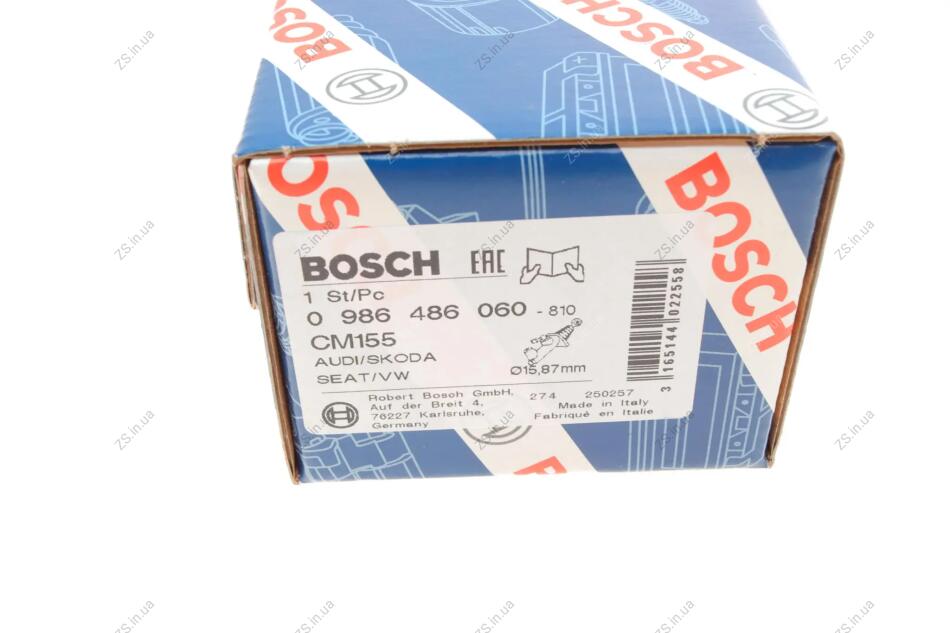 BOSCH
BOSCH
BOSCH
BOSCH
BOSCH EAC
1 St/Pc
0 986 486 060 - 810
CM155
AUDI/SKODA
SEAT/VW
Ø15,87mm
3 165144 022558
Robert Bosch GmbH,
Auf der Breit 4,
76227 Karlsruhe,
Germany
274 250257
Made in Italy
Fabriqué en Italie
ZS.in.ua